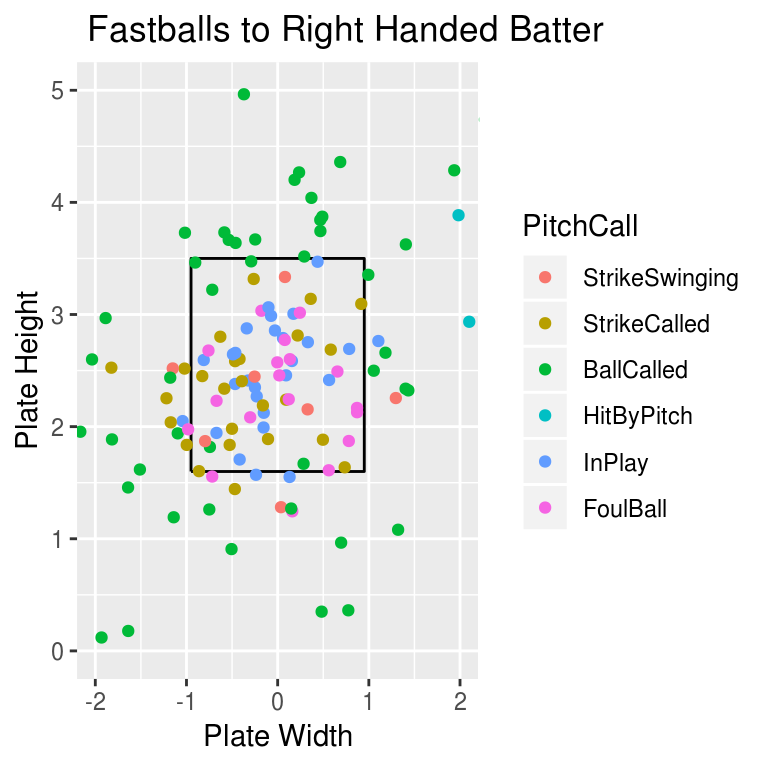 Fastballs to Right Handed Batter
5
4
3
2
1
0
Plate Height
-2 -1 0 1 2
Plate Width
PitchCall
StrikeSwinging
StrikeCalled
BallCalled
HitByPitch
InPlay
FoulBall